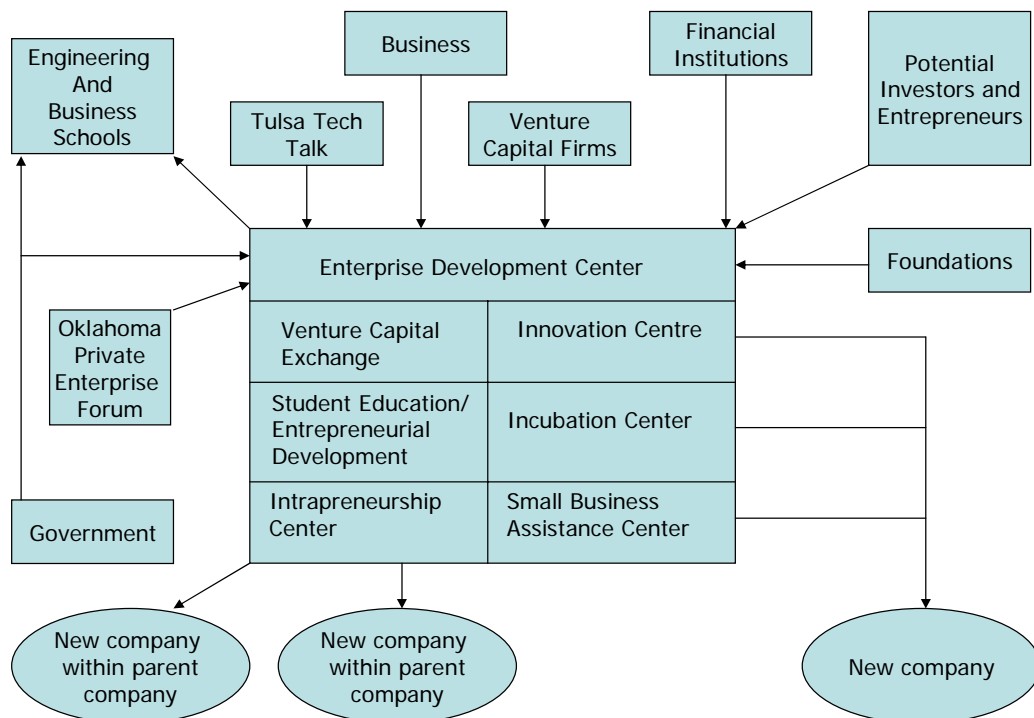 Engineering
And
Business
Schools
Business
Financial
Institutions
Potential
Investors and
Entrepreneurs
Tulsa Tech
Talk
Venture
Capital Firms
Enterprise Development Center
Foundations
Oklahoma
Private
Enterprise
Forum
Venture Capital
Exchange
Innovation Centre
Student Education/
Entrepreneurial
Development
Incubation Center
Intrapreneurship
Center
Small Business
Assistance Center
Government
New company
within parent
company
New company
within parent
company
New company